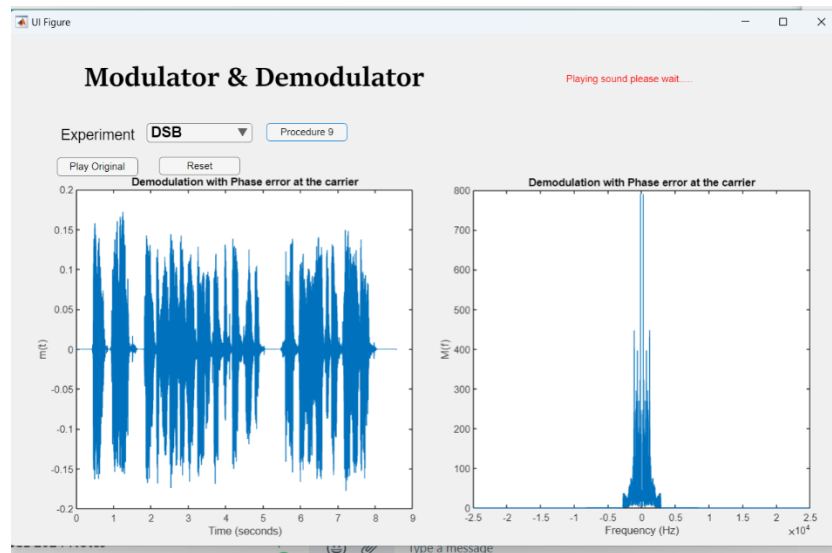 UI Figure
Modulator & Demodulator
Playing sound please wait.....
Experiment DSB Procedure 9
Play Original Reset
Demodulation with Phase error at the carrier
0.2
0.15
0.1
0.05
0
-0.05
-0.1
-0.15
-0.2
m(t)
0 1 2 3 4 5 6 7 8 9
Time (seconds)
Demodulation with Phase error at the carrier
800
700
600
500
400
300
200
100
0
M(f)
-2.5 -2 -1.5 -1 -0.5 0 0.5 1 1.5 2 2.5
Frequency (Hz)
×10⁴
Type a message